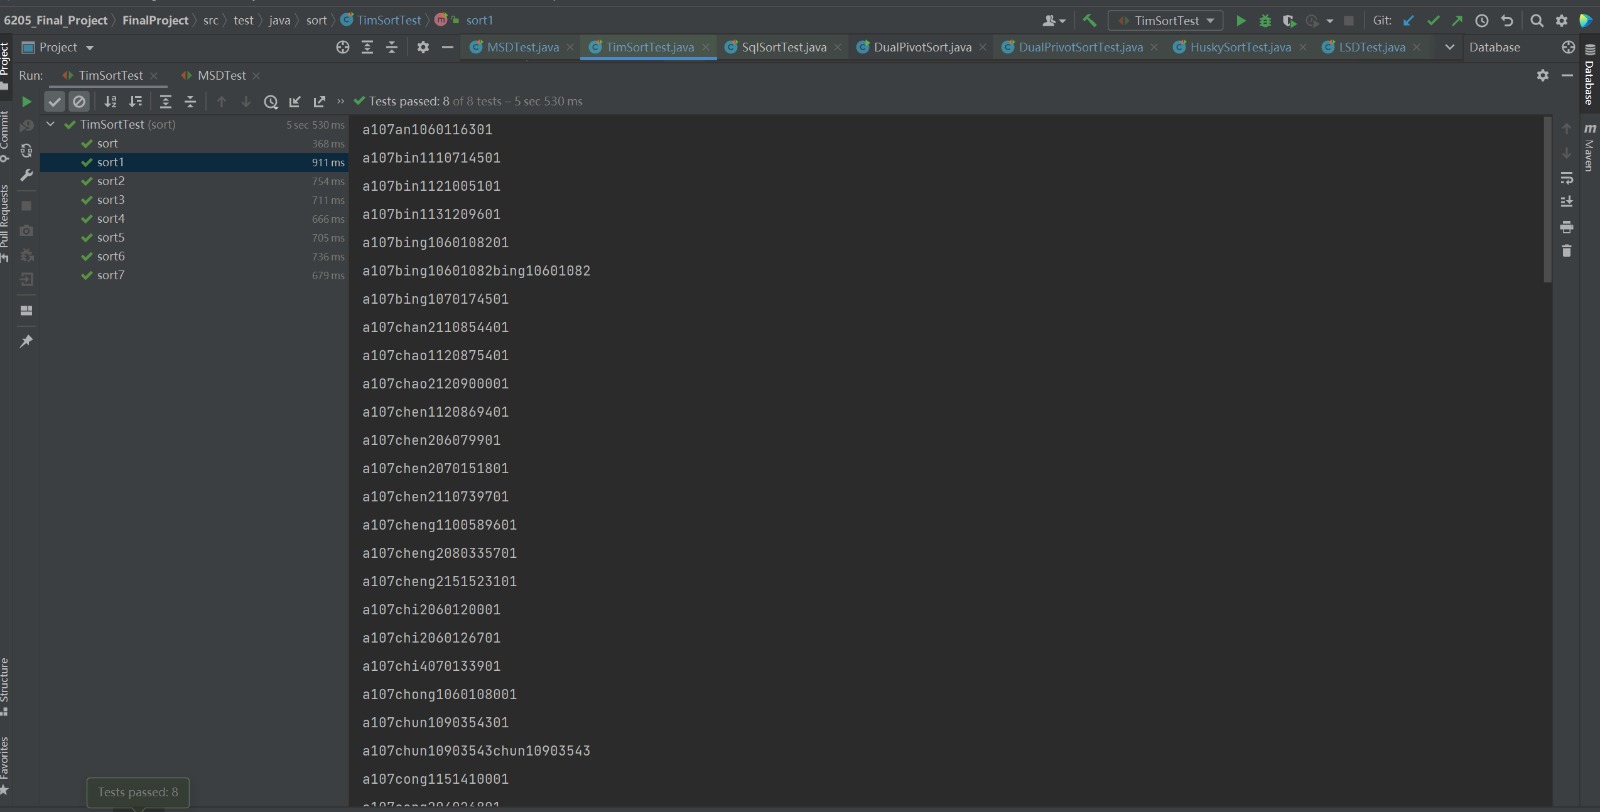 6205_Final_Project FinalProject src test java sort TimSortTest sort1 TimSortTest Git:
Project MSDTest.java TimSortTest.java SqlSortTest.java DualPivotSort.java DualPrivotSortTest.java HuskySortTest.java LSDTest.java Database
Run: TimSortTest MSDTest
Tests passed: 8 of 8 tests – 5 sec 530 ms
TimSortTest (sort) 5 sec 530 ms
sort 368 ms
sort1 911 ms
sort2 754 ms
sort3 711 ms
sort4 666 ms
sort5 705 ms
sort6 736 ms
sort7 679 ms
a107an1060116301
a107bin1110714501
a107bin1121005101
a107bin1131209601
a107bing1060108201
a107bing10601082bing10601082
a107bing1070174501
a107chan2110854401
a107chao1120875401
a107chao2120900001
a107chen1120869401
a107chen206079901
a107chen2070151801
a107chen2110739701
a107cheng1100589601
a107cheng2080335701
a107cheng2151523101
a107chi2060120001
a107chi2060126701
a107chi4070133901
a107chong1060108001
a107chun1090354301
a107chun10903543chun10903543
a107cong1151410001
Tests passed: 8
Project
Commit
Pull Requests
Structure
Favorites
Database
Maven